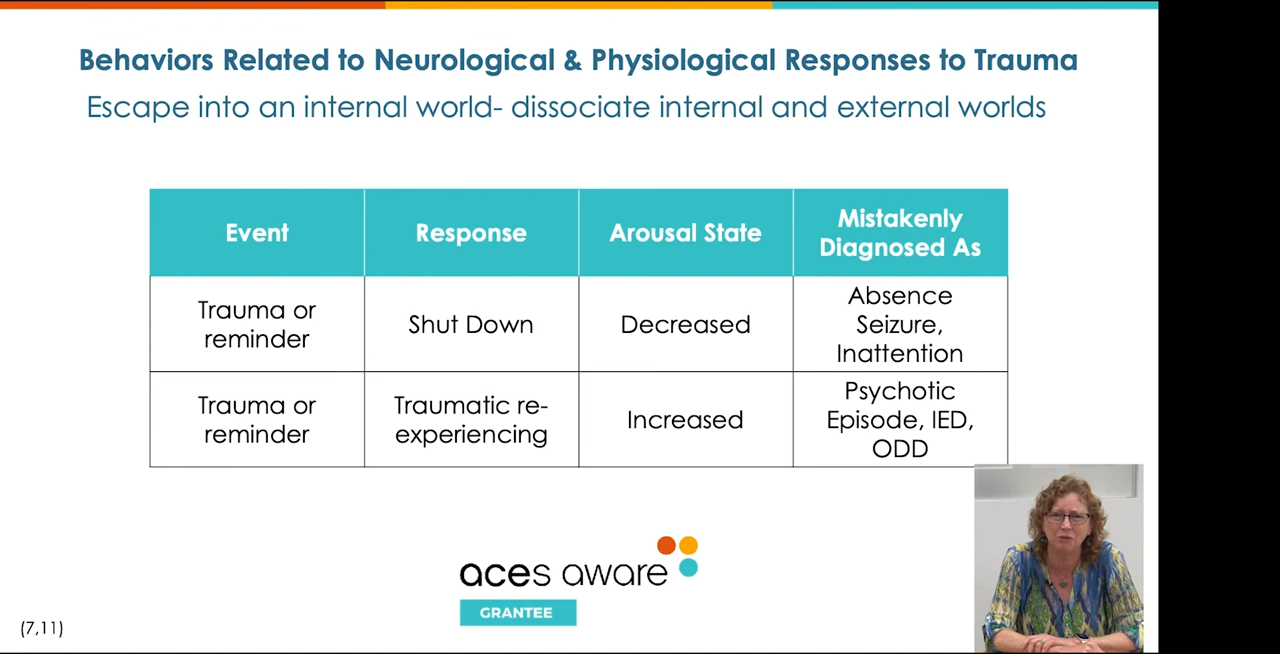 Behaviors Related to Neurological & Physiological Responses to Trauma
Escape into an internal world- dissociate internal and external worlds
Event
Response
Arousal State
Mistakenly
Diagnosed As
Trauma or
reminder
Shut Down
Decreased
Absence
Seizure,
Inattention
Trauma or
reminder
Traumatic re-
experiencing
Increased
Psychotic
Episode, IED,
ODD
aces aware
GRANTEE
(7,11)